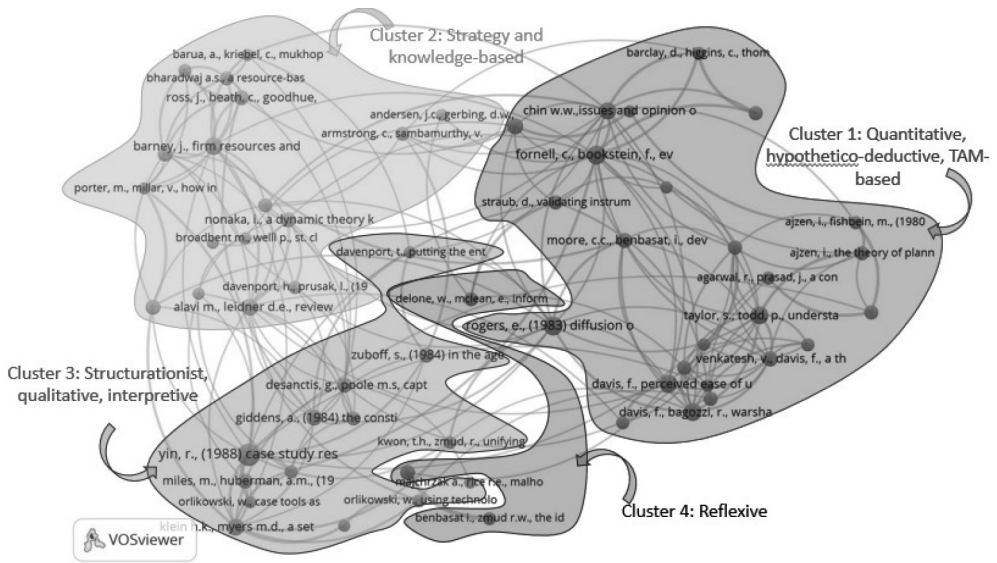 Cluster 2: Strategy and
knowledge-based
barua, a., kriebel, c., mukhop
bharadwaj a.s., a resource-bas
ross, j., beath, c., goodhue,
andersen, j.c., gerbing, d.w.,
armstrong, c., sambamurthy, v.
barney, j., firm resources and
porter, m., millar, v., how in
nonaka, i., a dynamic theory k
broadbent m., weill p., st. cl
davenport, t., putting the ent
davenport, h., prusak, l., (19
alavi m., leidner d.e., review
barclay, d., higgins, c., thom
chin w.w.,issues and opinion o
Cluster 1: Quantitative,
hypothetico-deductive, TAM-
based
fornell, c., bookstein, f., ev
straub, d., validating instrum
moore, c.c., benbasat, i., dev
ajzen, i., fishbein, m., (1980
ajzen, i., the theory of plann
agarwal, r., prasad, j., a con
taylor, s., todd, p., understa
venkatesh, v., davis, f., a th
davis, f., perceived ease of u
davis, f., bagozzi, r., warsha
delone, w., mclean, e., inform
rogers, e., (1983) diffusion o
Cluster 3: Structurationist,
qualitative, interpretive
zuboff, s., (1984) in the age
desanctis, g., poole m.s, capt
giddens, a., (1984) the consti
kwon, t.h., zmud, r., unifying
yin, r., (1988) case study res
miles, m., huberman, a.m., (19
majchrzak a., rice r.e., malho
orlikowski, w., case tools as
orlikowski, w., using technolo
klein h.k., myers m.d., a set
benbasat i., zmud r.w., the id
Cluster 4: Reflexive
VOSviewer